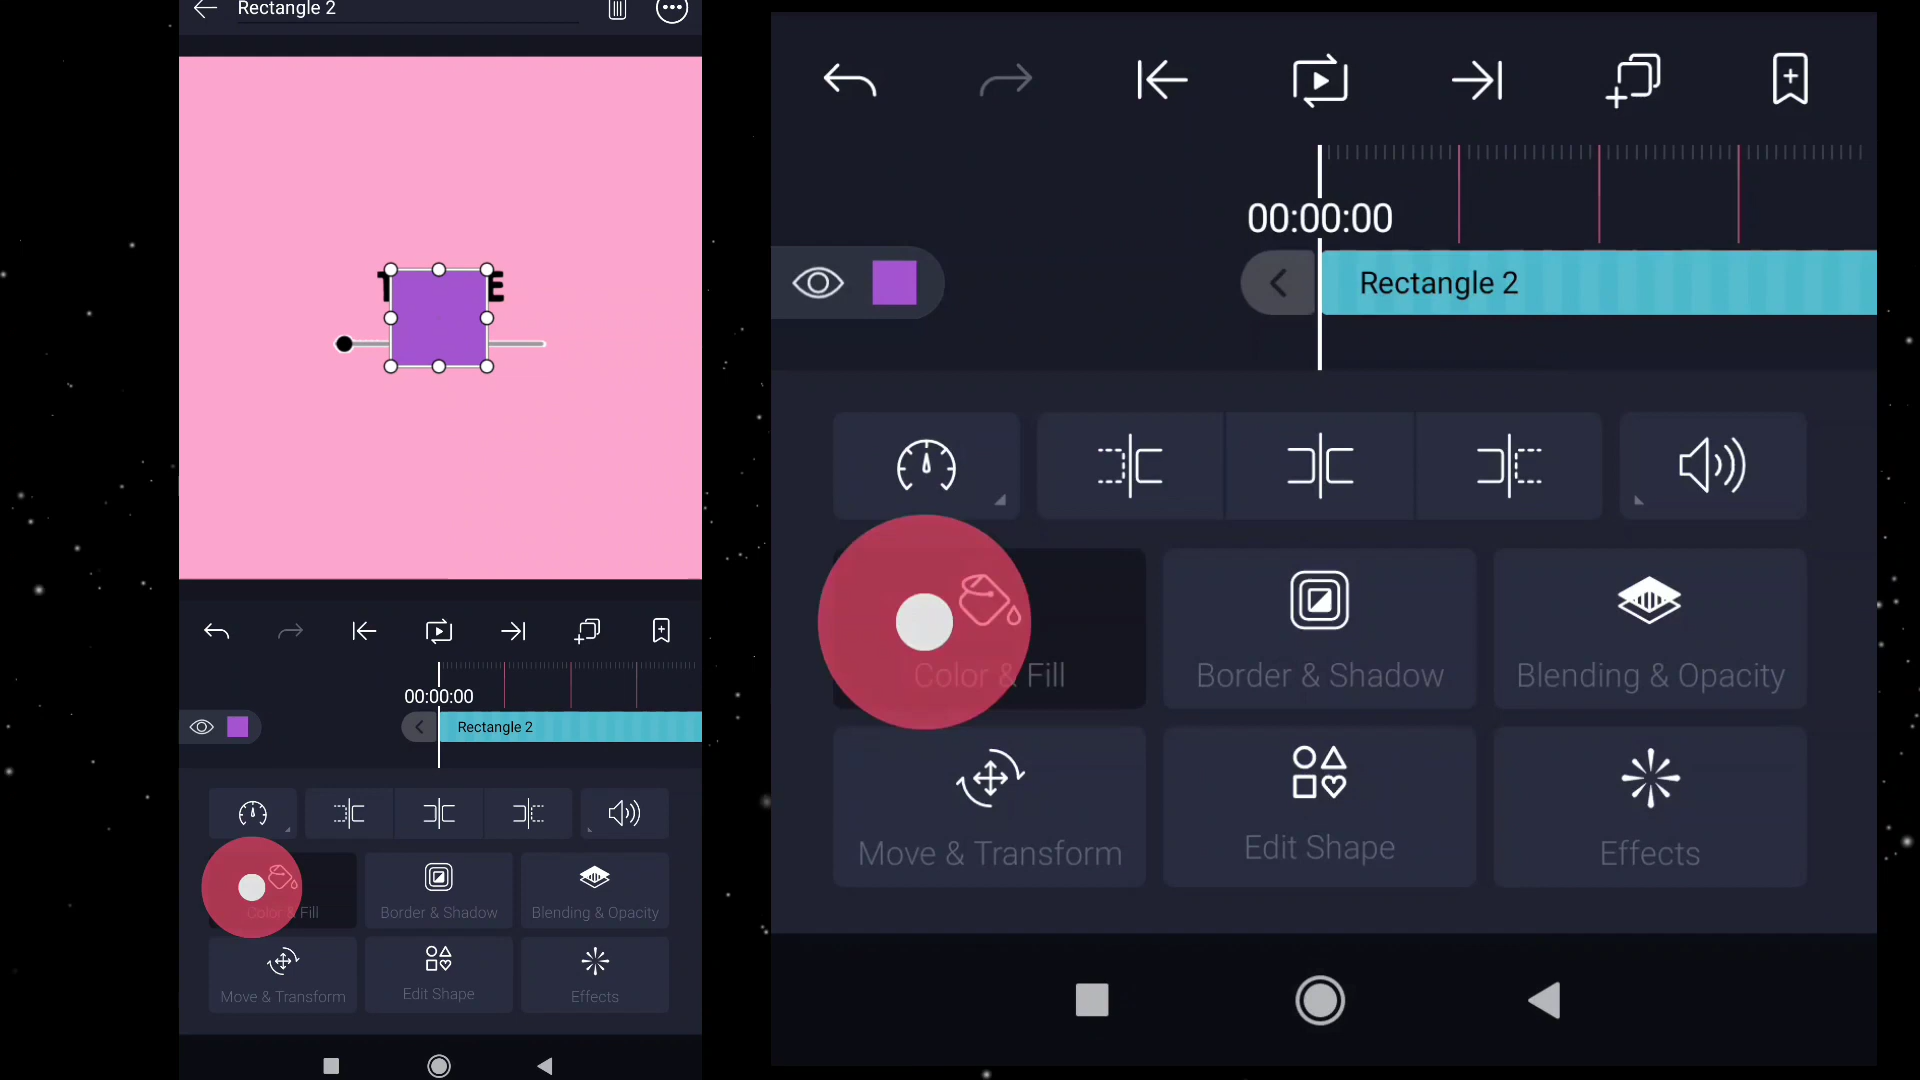 Rectangle 2
T E
00:00:00
Rectangle 2
Color & Fill
Border & Shadow
Blending & Opacity
Move & Transform
Edit Shape
Effects
00:00:00
Rectangle 2
Color & Fill
Border & Shadow
Blending & Opacity
Move & Transform
Edit Shape
Effects